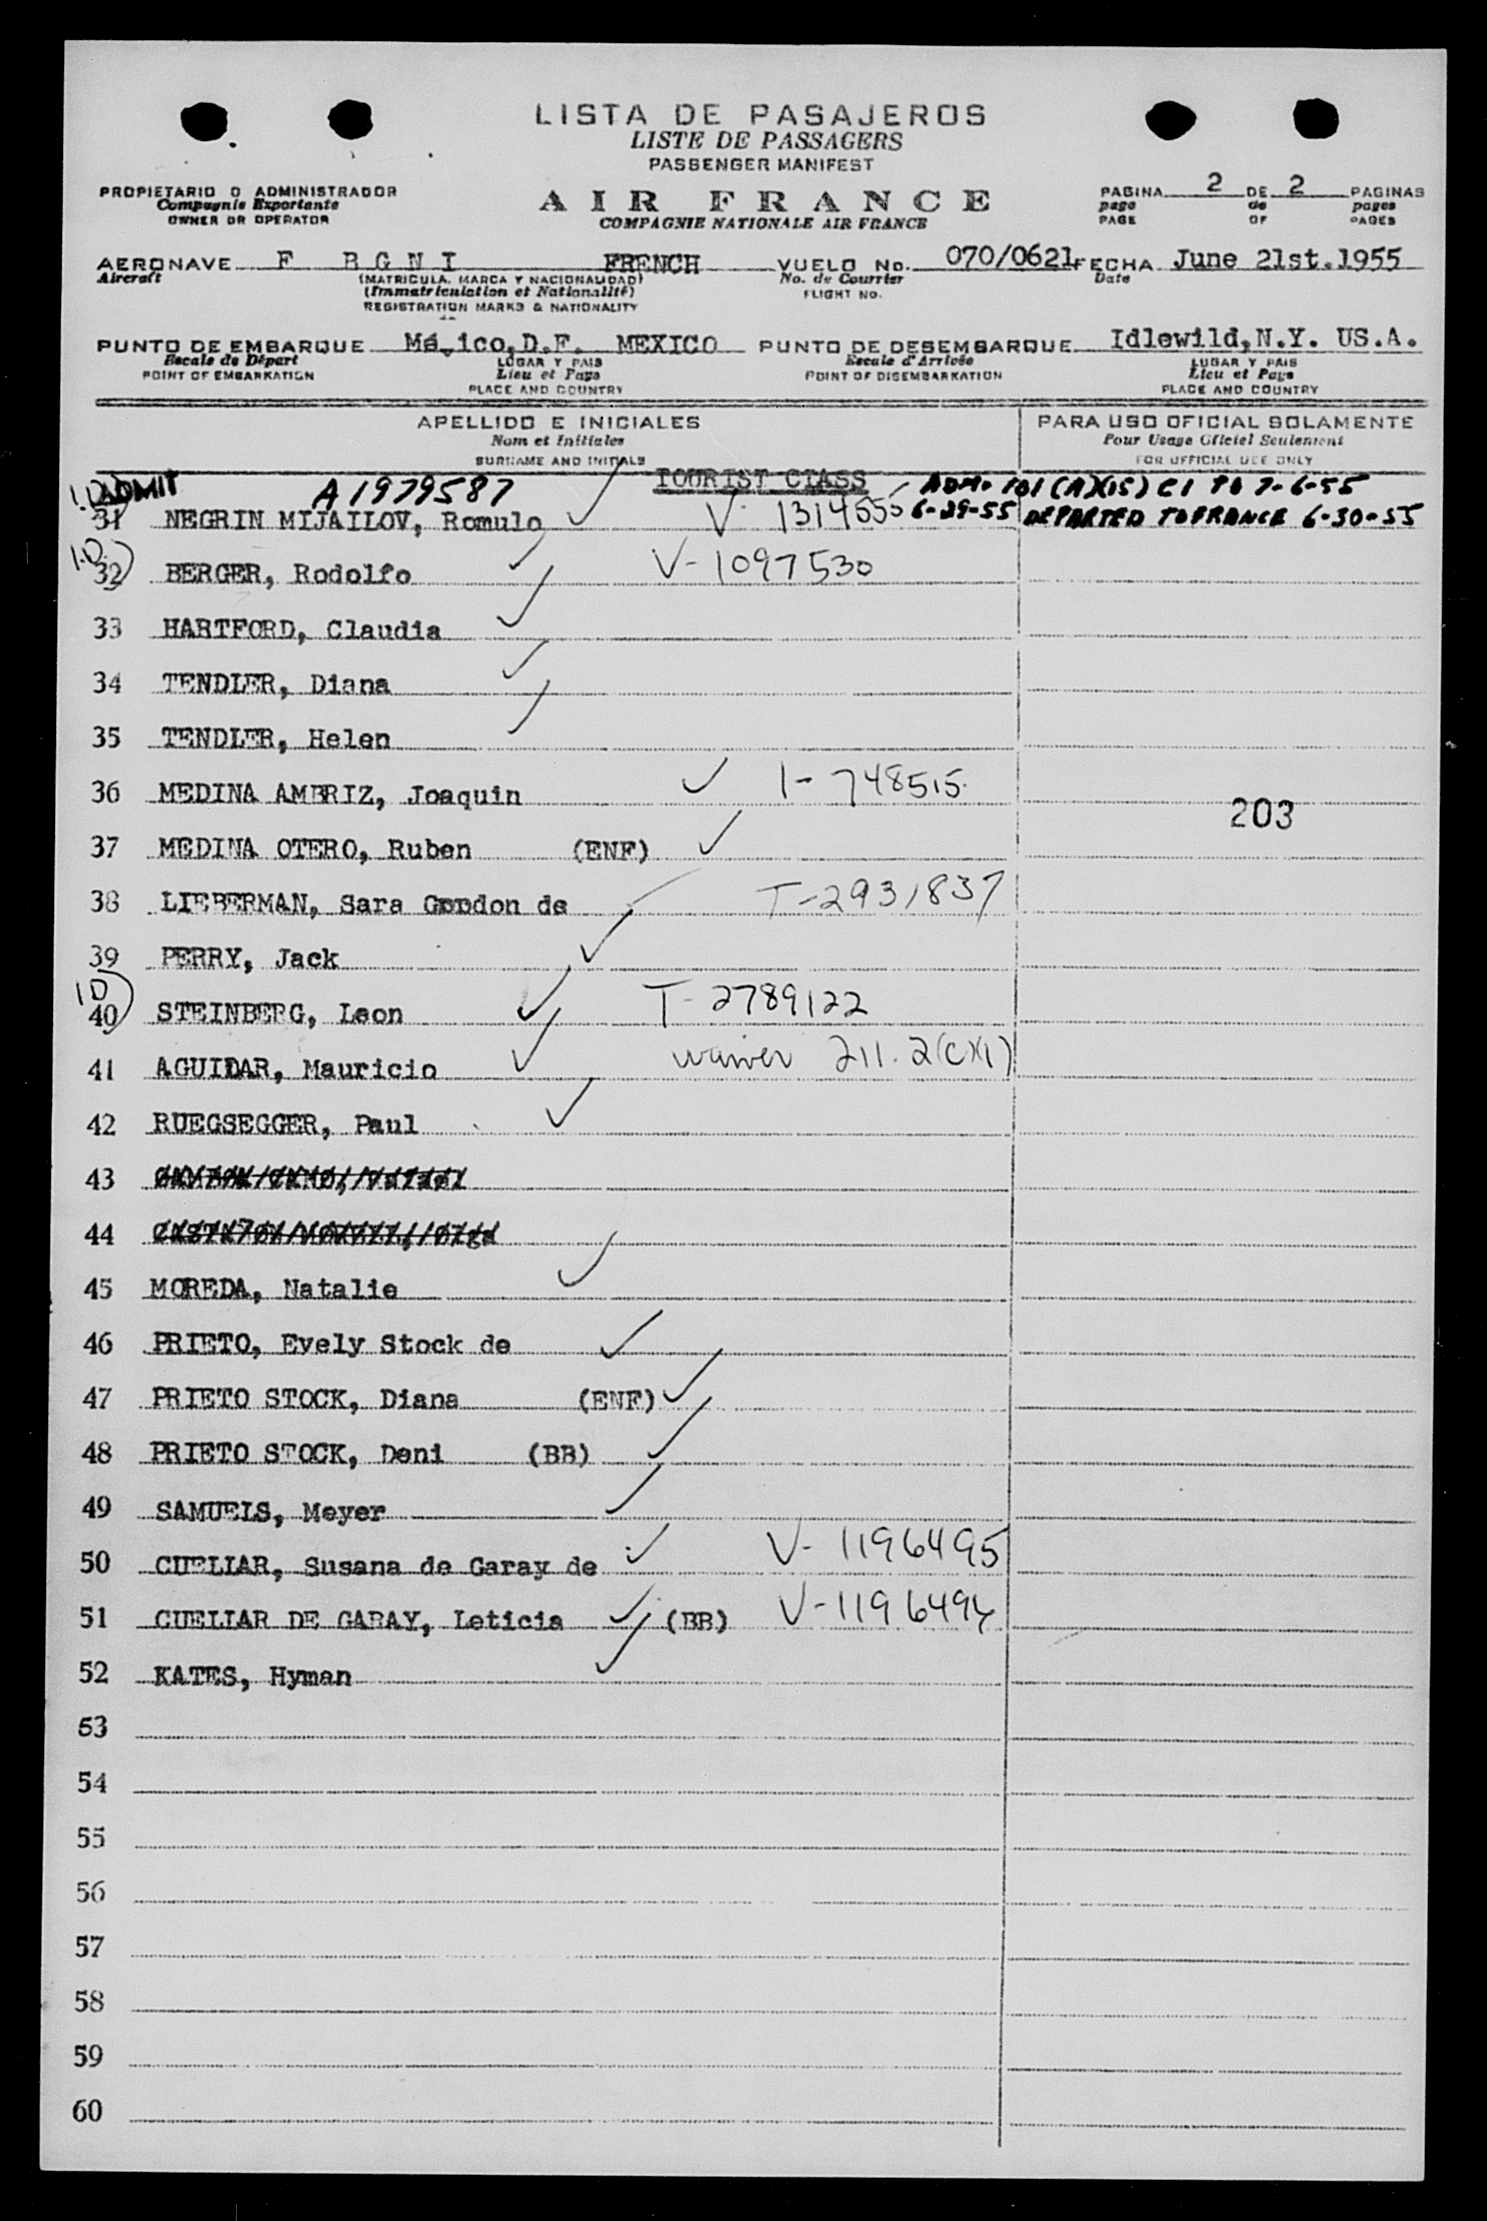 LISTA DE PASAJEROS
LISTE DE PASSAGERS
PASSENGER MANIFEST
PROPIETARIO O ADMINISTRADOR
Compagnie Exportante
OWNER OR OPERATOR
AIR FRANCE
COMPAGNIE NATIONALE AIR FRANCE
PAGINA 2 DE 2 PAGINAS
page de pages
PAGE OF PAGES
AERONAVE F BGNI FRENCH VUELO No. 070/0621 FECHA June 21st.1955
Aircraft (MATRICULA, MARCA Y NACIONALIDAD) No. de Courrier Date
(Immatriculation et Nationalité) FLIGHT NO.
REGISTRATION MARKS & NATIONALITY
PUNTO DE EMBARQUE México,D.F. MEXICO PUNTO DE DESEMBARQUE Idlewild,N.Y. US.A.
Escale de Départ LUGAR Y PAIS Escale d'Arrivée LUGAR Y PAIS
POINT OF EMBARKATION Lieu et Pays POINT OF DISEMBARKATION Lieu et Pays
PLACE AND COUNTRY PLACE AND COUNTRY
APELLIDO E INICIALES PARA USO OFICIAL SOLAMENTE
Nom et Initiales Pour Usage Officiel Seulement
SURNAME AND INITIALS FOR OFFICIAL USE ONLY
TOURIST CLASS
ADMIT A1979587 ADM. 101(A)(15) C1 TO 7-6-55
31 NEGRIN MIJAILOV, Romulo V- 1314555 6-29-55 DEPARTED TO FRANCE 6-30-55
32 BERGER, Rodolfo V-1097530
33 HARTFORD, Claudia
34 TENDLER, Diana
35 TENDLER, Helen
36 MEDINA AMBRIZ, Joaquin I-748515
203
37 MEDINA OTERO, Ruben (ENF)
38 LIEBERMAN, Sara Gordon de T-2931837
39 PERRY, Jack
10
40 STEINBERG, Leon T-2789122
41 AGUIDAR, Mauricio waiver 211.2(c)(1)
42 RUEGSEGGER, Paul
43
44
45 MOREDA, Natalie
46 PRIETO, Evely Stock de
47 PRIETO STOCK, Diana (ENF)
48 PRIETO STOCK, Deni (BB)
49 SAMUELS, Meyer
50 CUELLAR, Susana de Garay de V-1196495
51 CUELLAR DE GARAY, Leticia (BB) V-1196494
52 KATES, Hyman
53
54
55
56
57
58
59
60